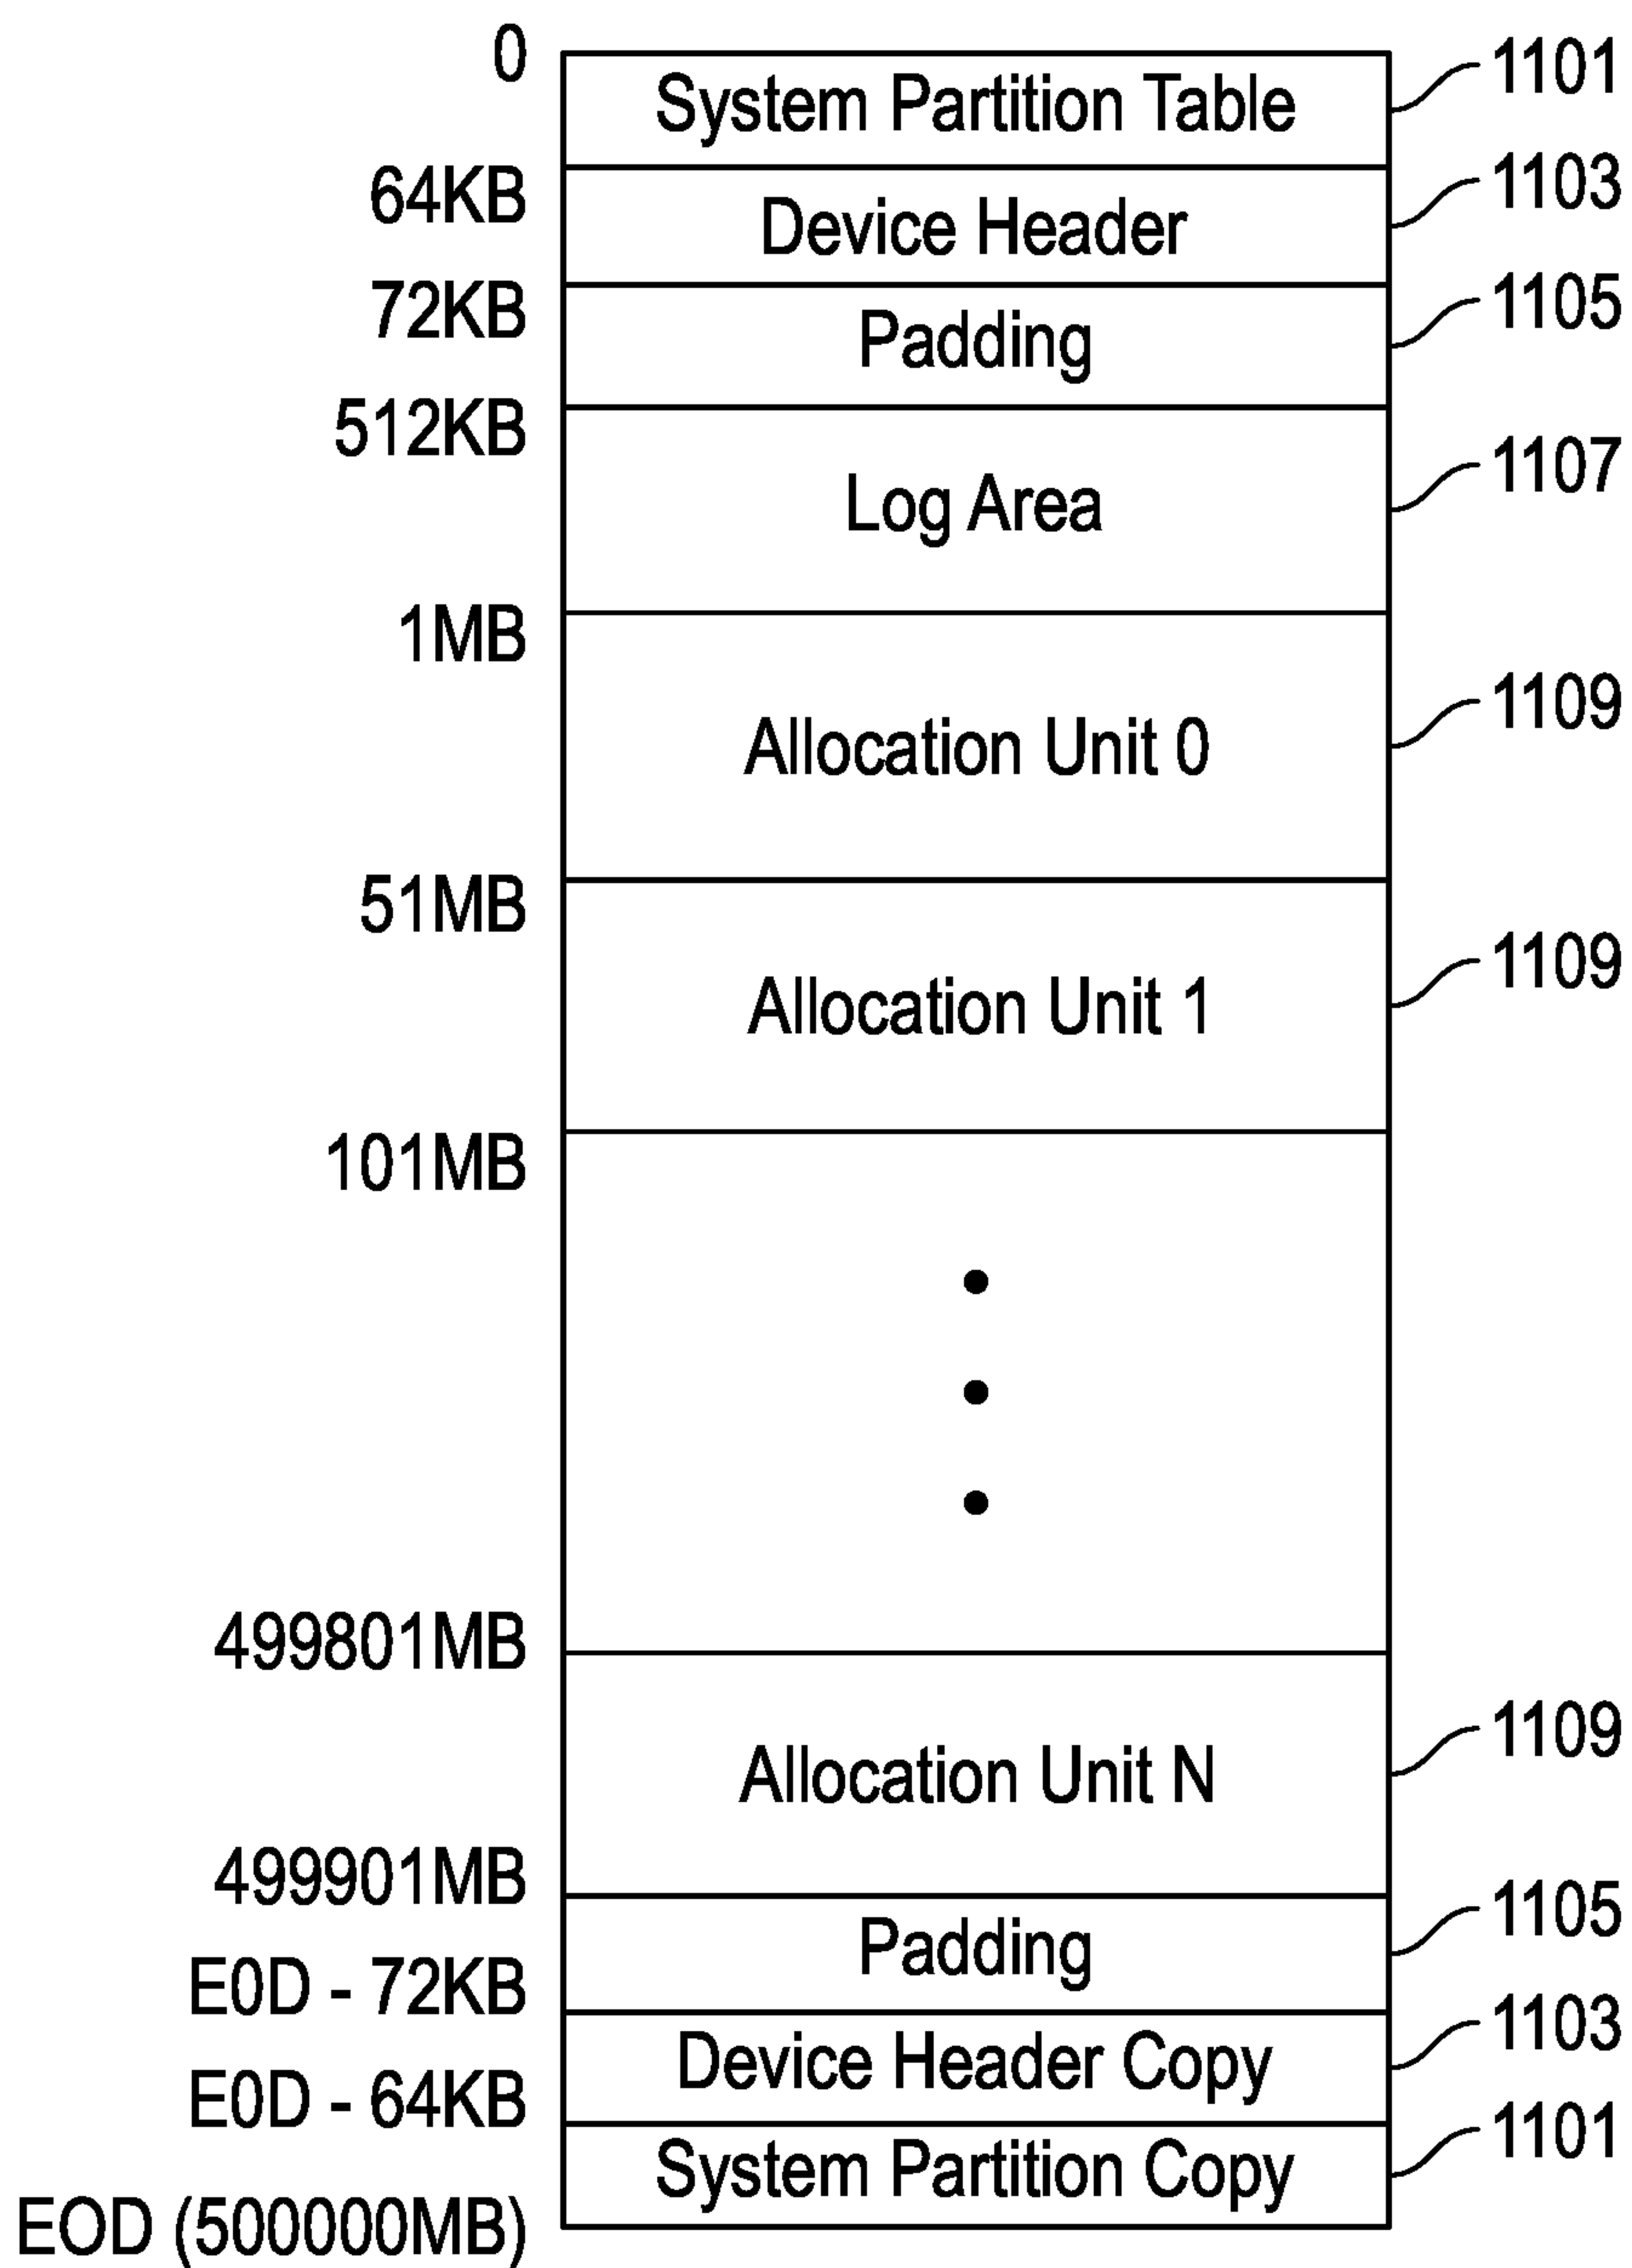 0
System Partition Table
1101
64KB
Device Header
1103
72KB
Padding
1105
512KB
Log Area
1107
1MB
Allocation Unit 0
1109
51MB
Allocation Unit 1
1109
101MB
499801MB
Allocation Unit N
1109
499901MB
Padding
1105
E0D - 72KB
Device Header Copy
1103
E0D - 64KB
System Partition Copy
1101
EOD (500000MB)